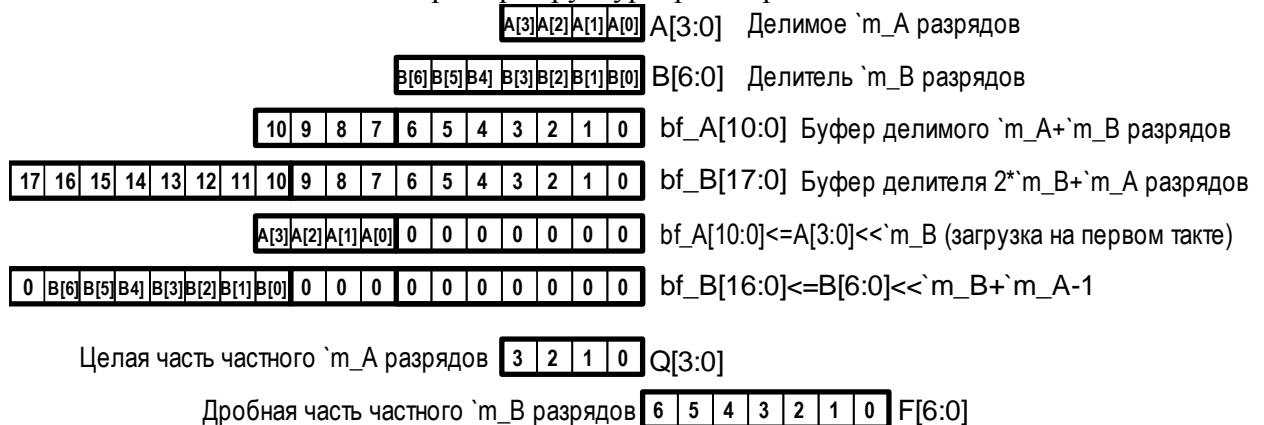 A[3] A[2] A[1] A[0] A[3:0] Делимое `m_A разрядов
B[6] B[5] B4] B[3] B[2] B[1] B[0] B[6:0] Делитель `m_B разрядов
10 9 8 7 6 5 4 3 2 1 0 bf_A[10:0] Буфер делимого `m_A+`m_B разрядов
17 16 15 14 13 12 11 10 9 8 7 6 5 4 3 2 1 0 bf_B[17:0] Буфер делителя 2*`m_B+`m_A разрядов
A[3] A[2] A[1] A[0] 0 0 0 0 0 0 0 bf_A[10:0]<=A[3:0]<<`m_B (загрузка на первом такте)
0 B[6] B[5] B4] B[3] B[2] B[1] B[0] 0 0 0 0 0 0 0 0 0 0 bf_B[16:0]<=B[6:0]<<`m_B+`m_A-1
Целая часть частного `m_A разрядов 3 2 1 0 Q[3:0]
Дробная часть частного `m_B разрядов 6 5 4 3 2 1 0 F[6:0]